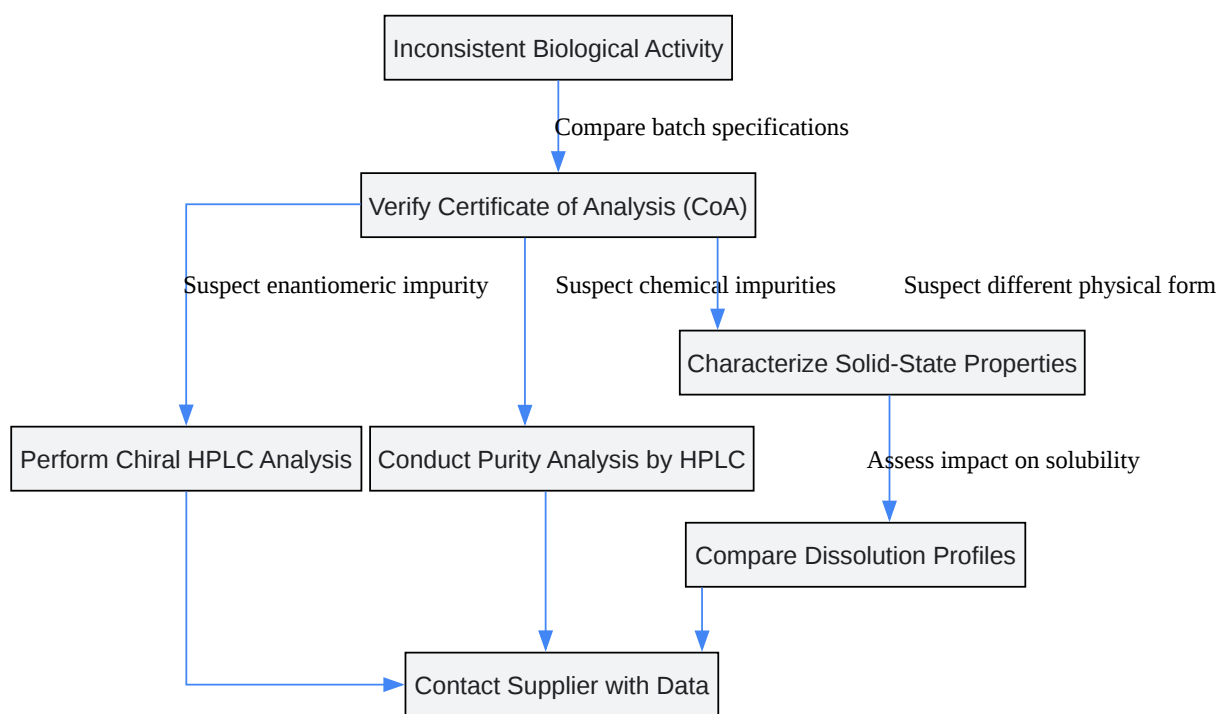 Inconsistent Biological Activity
Compare batch specifications
Verify Certificate of Analysis (CoA)
Suspect enantiomeric impurity
Suspect chemical impurities
Suspect different physical form
Characterize Solid-State Properties
Perform Chiral HPLC Analysis
Conduct Purity Analysis by HPLC
Assess impact on solubility
Compare Dissolution Profiles
Contact Supplier with Data